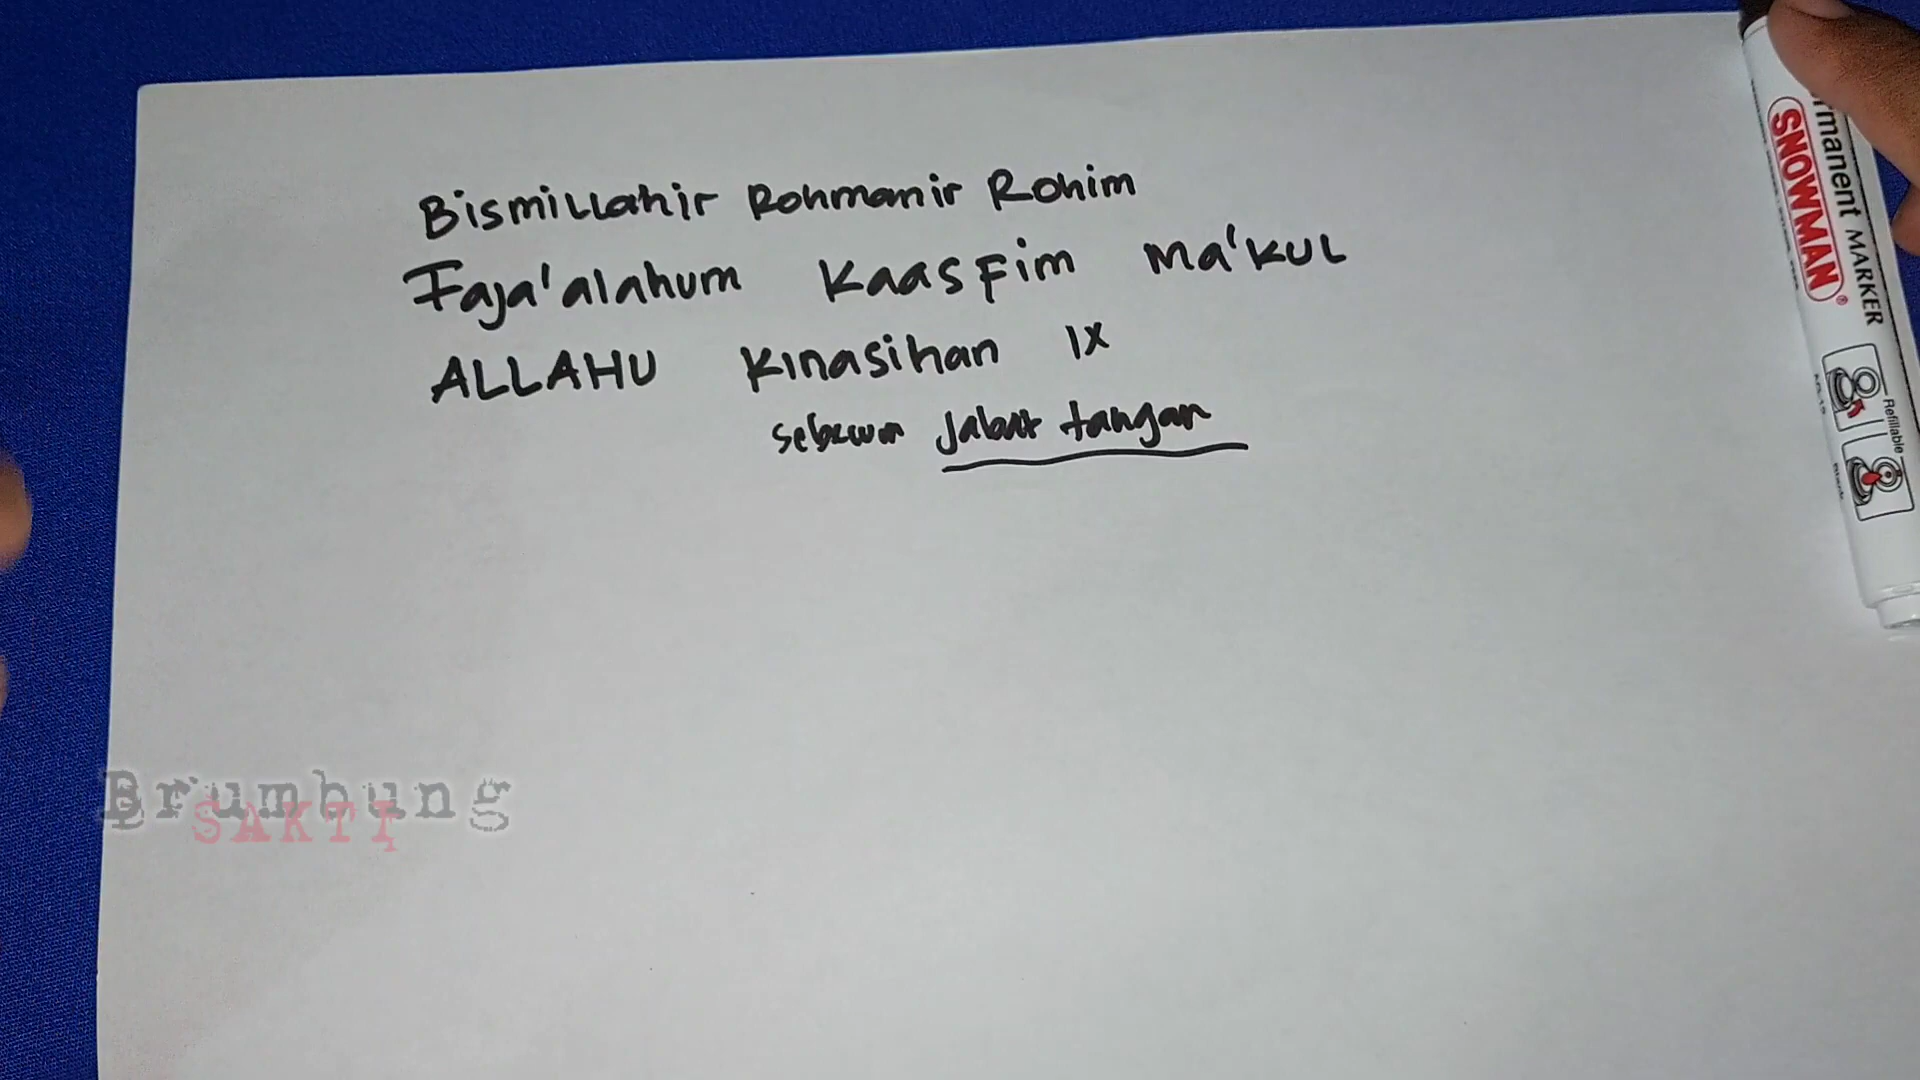 Bismillahir Rohmanir Rohim
Faja'alahum Kaasfim Ma'kul
ALLAHU Kinasihan 1X
sebelum Jabat tangan
rmanent MARKER
SNOWMAN®
Refillable
Brumbung
SAKTI